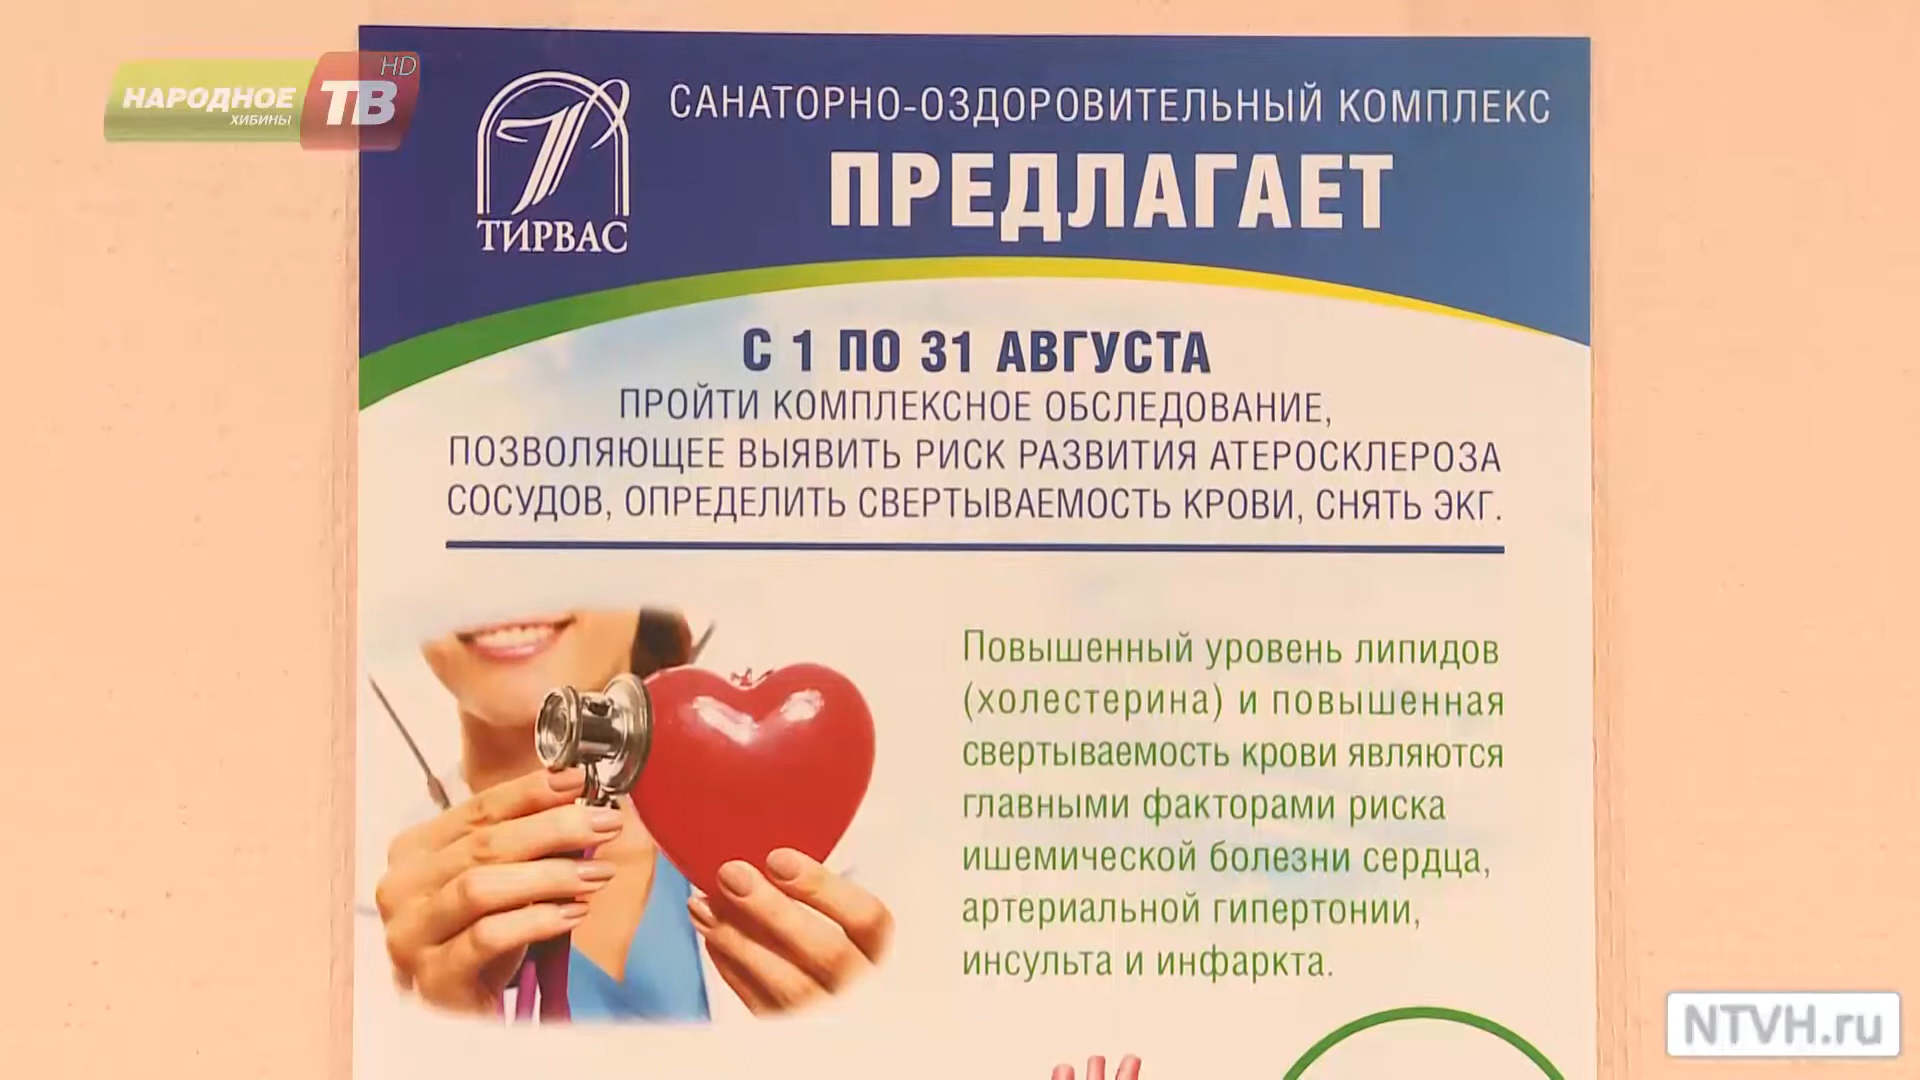 НАРОДНОЕ
ХИБИНЫ
ТВ
HD
ТИРВАС
САНАТОРНО-ОЗДОРОВИТЕЛЬНЫЙ КОМПЛЕКС
ПРЕДЛАГАЕТ
С 1 ПО 31 АВГУСТА
ПРОЙТИ КОМПЛЕКСНОЕ ОБСЛЕДОВАНИЕ,
ПОЗВОЛЯЮЩЕЕ ВЫЯВИТЬ РИСК РАЗВИТИЯ АТЕРОСКЛЕРОЗА
СОСУДОВ, ОПРЕДЕЛИТЬ СВЕРТЫВАЕМОСТЬ КРОВИ, СНЯТЬ ЭКГ.
Повышенный уровень липидов
(холестерина) и повышенная
свертываемость крови являются
главными факторами риска
ишемической болезни сердца,
артериальной гипертонии,
инсульта и инфаркта.
NTVH.ru